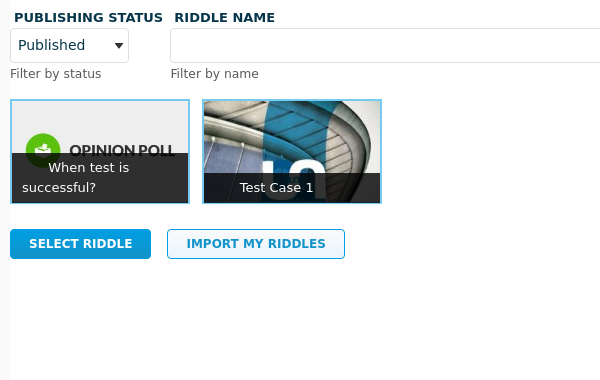 PUBLISHING STATUS RIDDLE NAME
Published
Filter by status Filter by name
OPINION POLL
When test is
successful?
Test Case 1
SELECT RIDDLE IMPORT MY RIDDLES